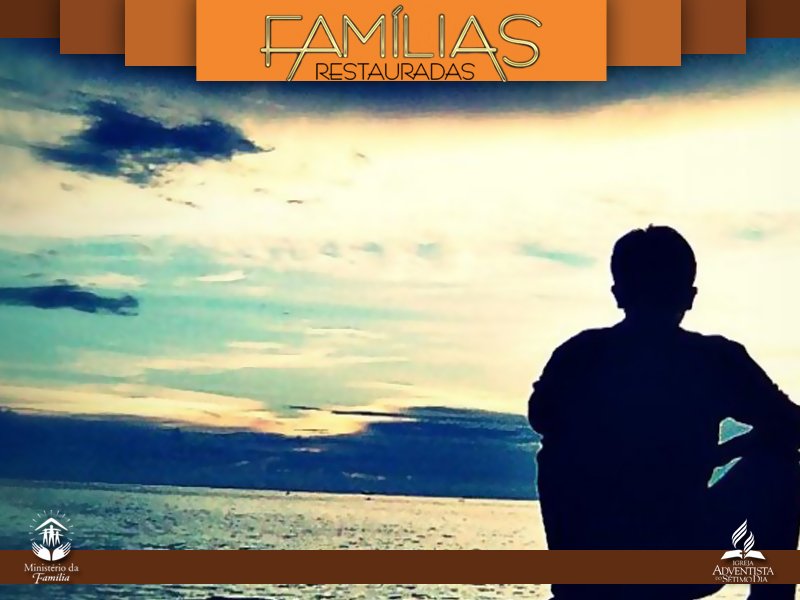 FAMÍLIAS
RESTAURADAS
Ministério da
Família
IGREJA
ADVENTISTA
DO SÉTIMO DIA